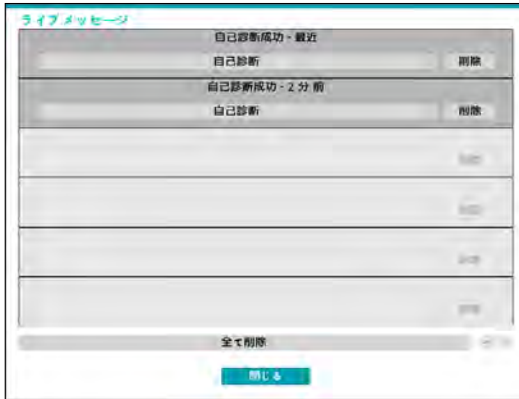 ライブメッセージ
自己診断成功 - 最近
自己診断
削除
自己診断成功 - 2 分 前
自己診断
削除
全て削除
閉じる